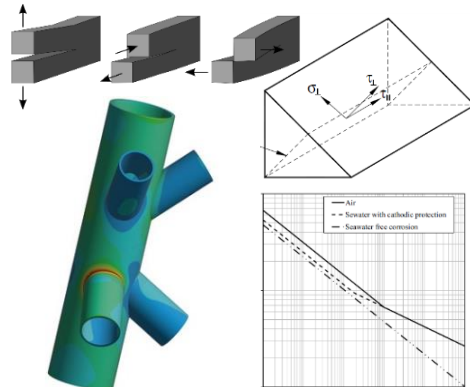 σ⊥
τ⊥
τ||
Air
Sewater with cathodic protection
Seawater free corrosion